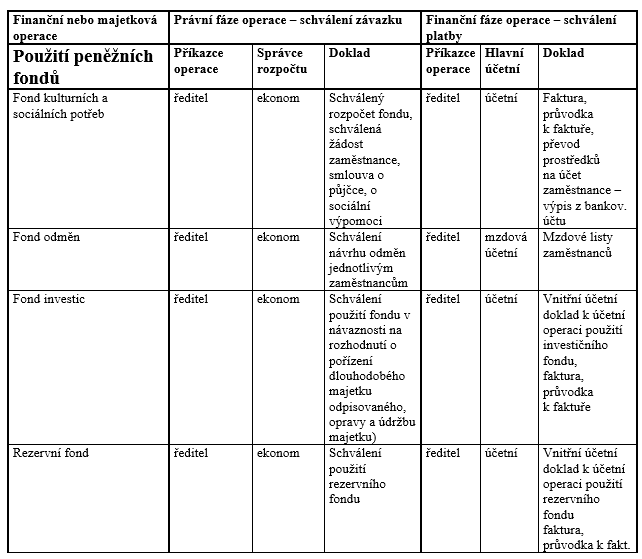 Finanční nebo majetková operace
Právní fáze operace – schválení závazku
Finanční fáze operace – schválení platby
Použití peněžních fondů
Příkazce operace
Správce rozpočtu
Doklad
Příkazce operace
Hlavní účetní
Doklad
Fond kulturních a
sociálních potřeb
ředitel
ekonom
Schválený
rozpočet fondu,
schválená
žádost
zaměstnance,
smlouva o
půjčce, o
sociální
výpomoci
ředitel
účetní
Faktura,
průvodka
k faktuře,
převod
prostředků
na účet
zaměstnance –
výpis z bankov.
účtu
Fond odměn
ředitel
ekonom
Schválení
návrhu odměn
jednotlivým
zaměstnancům
ředitel
mzdová
účetní
Mzdové listy
zaměstnanců
Fond investic
ředitel
ekonom
Schválení
použití fondu v
návaznosti na
rozhodnutí o
pořízení
dlouhodobého
majetku
odpisovaného,
opravy a údržbu
majetku)
ředitel
účetní
Vnitřní účetní
doklad k účetní
operaci použití
investičního
fondu,
faktura,
průvodka
k faktuře
Rezervní fond
ředitel
ekonom
Schválení
použití
rezervního
fondu
ředitel
účetní
Vnitřní účetní
doklad k účetní
operaci použití
rezervního
fondu
faktura,
průvodka k fakt.